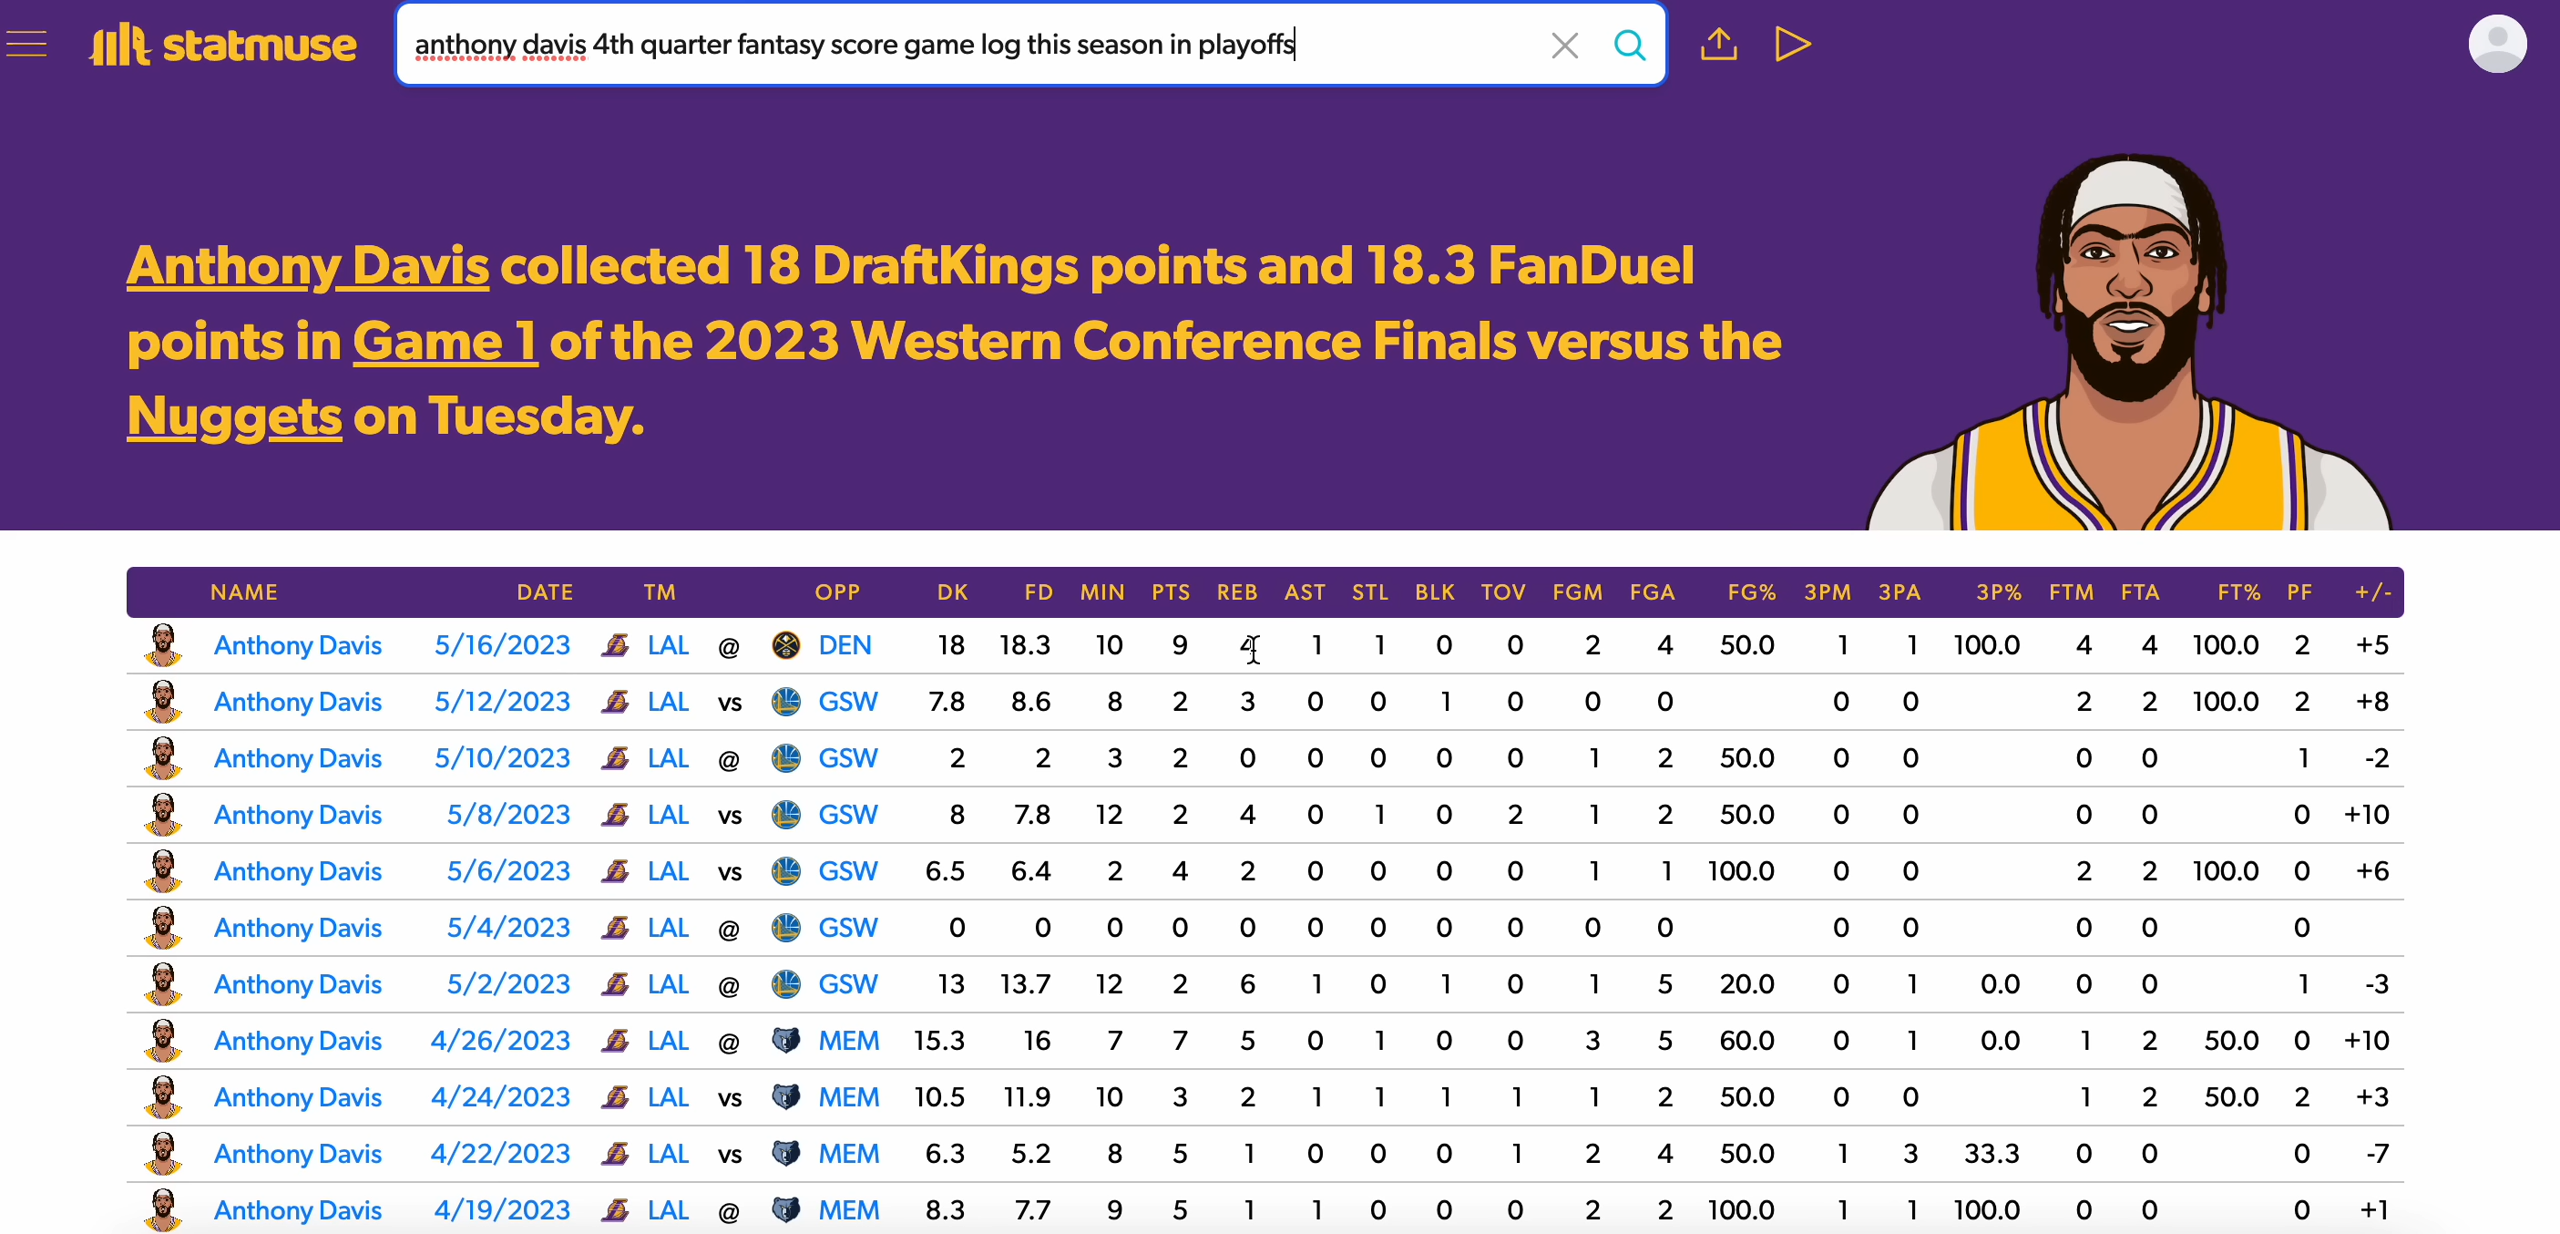 statmuse
anthony davis 4th quarter fantasy score game log this season in playoffs
Anthony Davis collected 18 DraftKings points and 18.3 FanDuel
points in Game 1 of the 2023 Western Conference Finals versus the
Nuggets on Tuesday.
NAME DATE TM OPP DK FD MIN PTS REB AST STL BLK TOV FGM FGA FG% 3PM 3PA 3P% FTM FTA FT% PF +/-
Anthony Davis 5/16/2023 LAL @ DEN 18 18.3 10 9 4 1 1 0 0 2 4 50.0 1 1 100.0 4 4 100.0 2 +5
Anthony Davis 5/12/2023 LAL vs GSW 7.8 8.6 8 2 3 0 0 1 0 0 0 0 0 2 2 100.0 2 +8
Anthony Davis 5/10/2023 LAL @ GSW 2 2 3 2 0 0 0 0 0 1 2 50.0 0 0 0 0 1 -2
Anthony Davis 5/8/2023 LAL vs GSW 8 7.8 12 2 4 0 1 0 2 1 2 50.0 0 0 0 0 0 +10
Anthony Davis 5/6/2023 LAL vs GSW 6.5 6.4 2 4 2 0 0 0 0 1 1 100.0 0 0 2 2 100.0 0 +6
Anthony Davis 5/4/2023 LAL @ GSW 0 0 0 0 0 0 0 0 0 0 0 0 0 0 0 0
Anthony Davis 5/2/2023 LAL @ GSW 13 13.7 12 2 6 1 0 1 0 1 5 20.0 0 1 0.0 0 0 1 -3
Anthony Davis 4/26/2023 LAL @ MEM 15.3 16 7 7 5 0 1 0 0 3 5 60.0 0 1 0.0 1 2 50.0 0 +10
Anthony Davis 4/24/2023 LAL vs MEM 10.5 11.9 10 3 2 1 1 1 1 1 2 50.0 0 0 1 2 50.0 2 +3
Anthony Davis 4/22/2023 LAL vs MEM 6.3 5.2 8 5 1 0 0 0 1 2 4 50.0 1 3 33.3 0 0 0 -7
Anthony Davis 4/19/2023 LAL @ MEM 8.3 7.7 9 5 1 1 0 0 0 2 2 100.0 1 1 100.0 0 0 0 +1